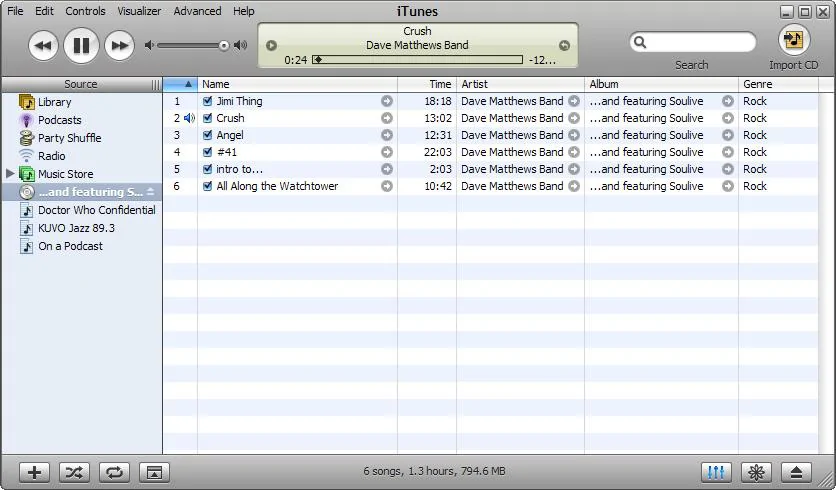 File Edit Controls Visualizer Advanced Help iTunes
Crush
Dave Matthews Band
0:24 -12...
Search
Import CD
Source Name Time Artist Album Genre
Library
Podcasts
Party Shuffle
Radio
Music Store
...and featuring S...
Doctor Who Confidential
KUVO Jazz 89.3
On a Podcast
1 Jimi Thing 18:18 Dave Matthews Band ...and featuring Soulive Rock
2 Crush 13:02 Dave Matthews Band ...and featuring Soulive Rock
3 Angel 12:31 Dave Matthews Band ...and featuring Soulive Rock
4 #41 22:03 Dave Matthews Band ...and featuring Soulive Rock
5 intro to... 2:03 Dave Matthews Band ...and featuring Soulive Rock
6 All Along the Watchtower 10:42 Dave Matthews Band ...and featuring Soulive Rock
6 songs, 1.3 hours, 794.6 MB